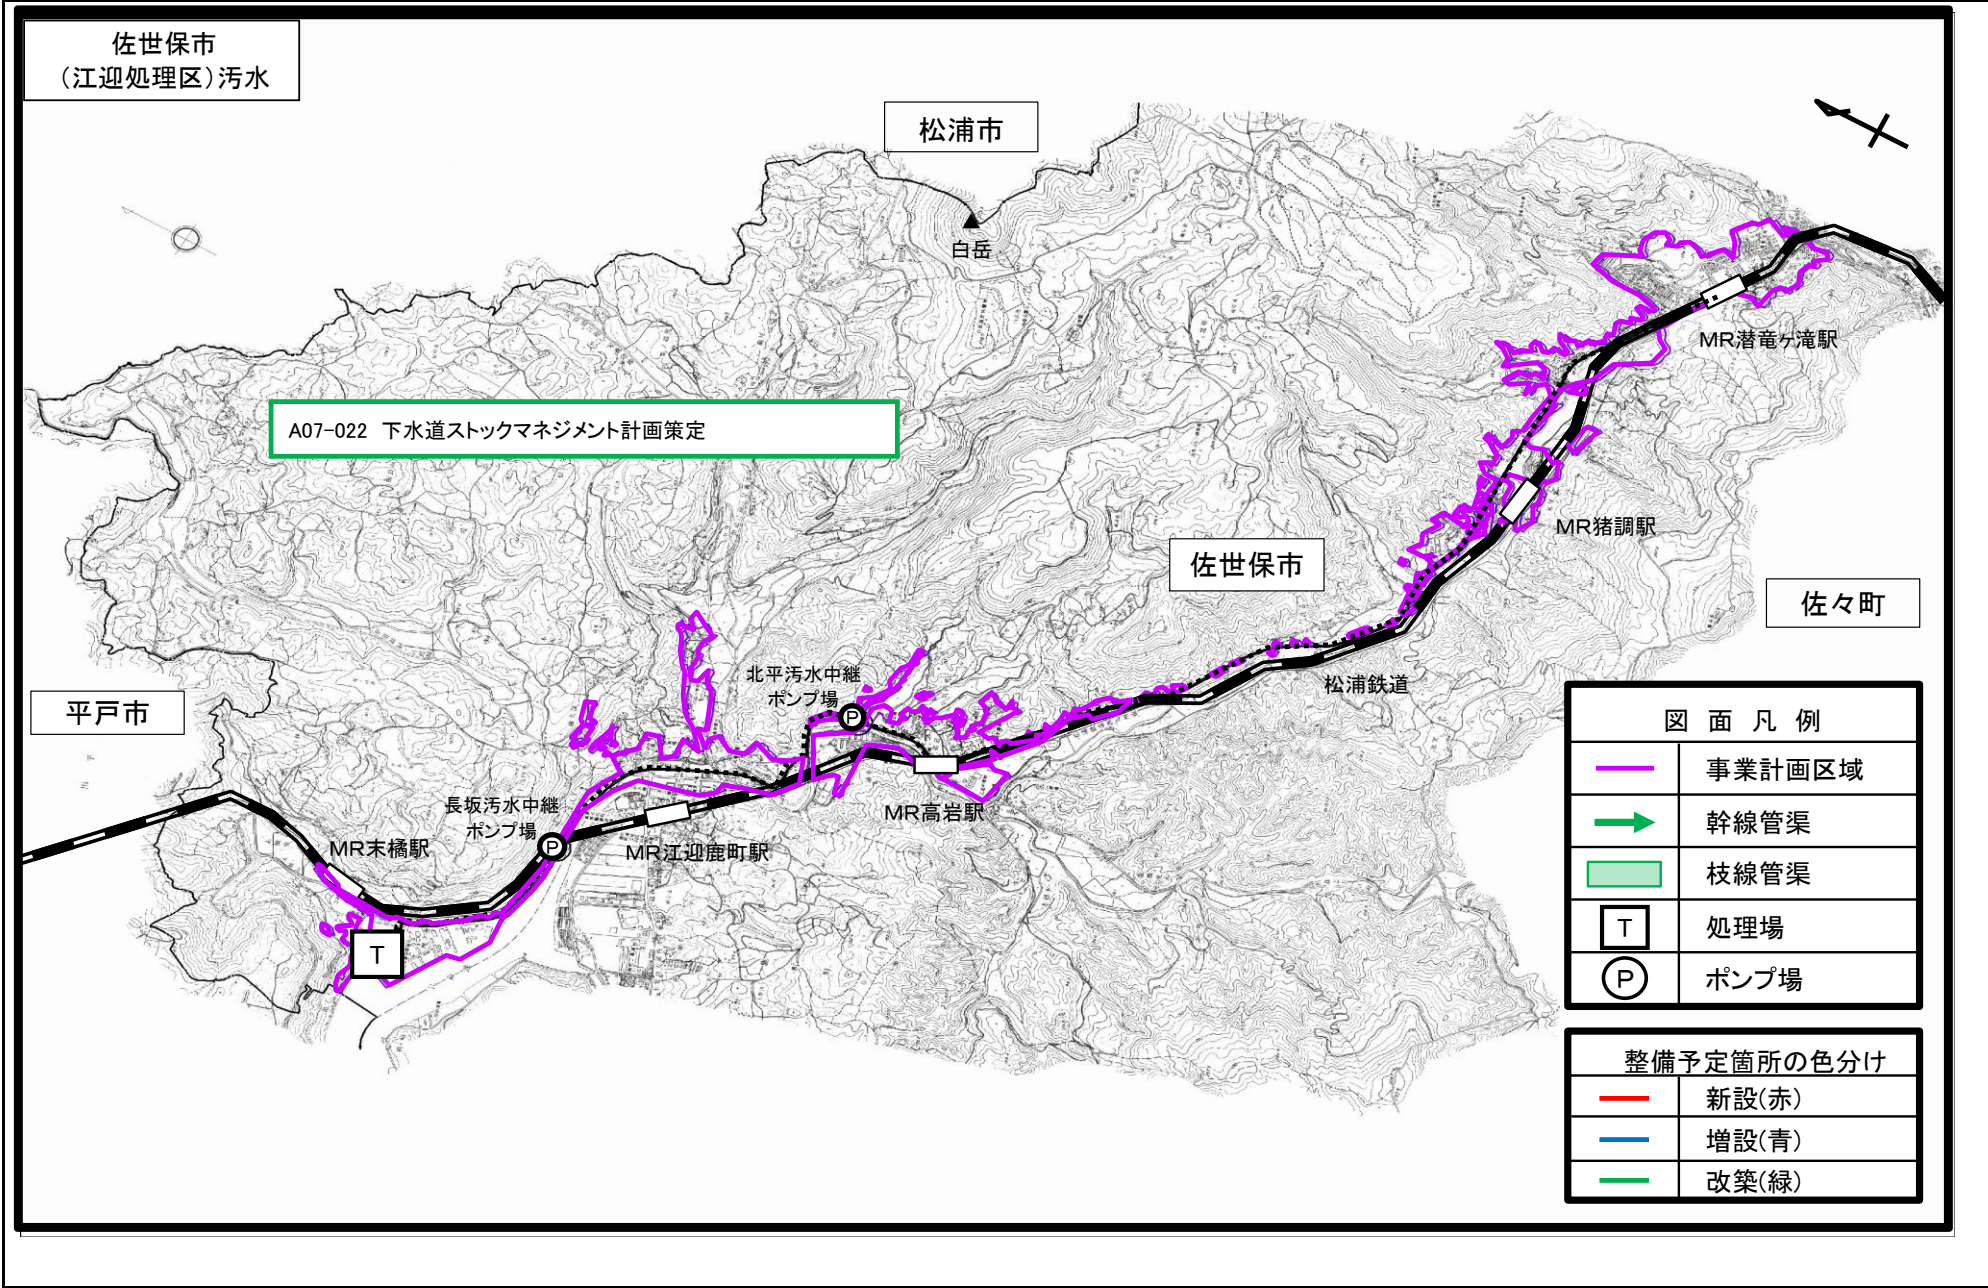 佐世保市
（江迎処理区）汚水
松浦市
白岳
A07-022 下水道ストックマネジメント計画策定
MR潜竜ヶ滝駅
MR猪調駅
佐世保市
佐々町
松浦鉄道
北平汚水中継
ポンプ場
P
平戸市
MR高岩駅
長坂汚水中継
ポンプ場
P
MR江迎鹿町駅
MR末橘駅
T
図面凡例
事業計画区域
幹線管渠
枝線管渠
T 処理場
P ポンプ場
整備予定箇所の色分け
新設(赤)
増設(青)
改築(緑)